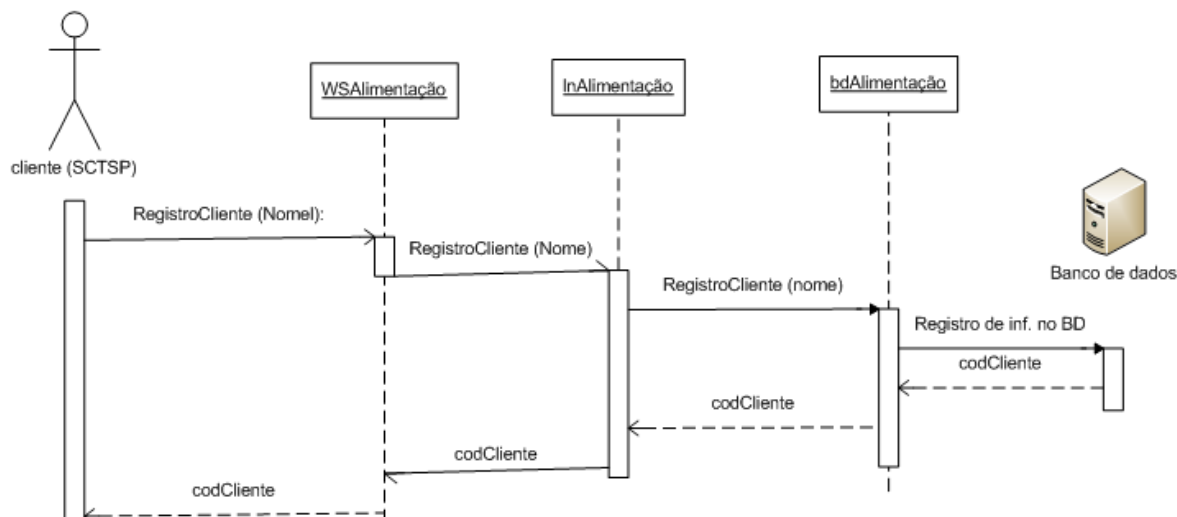 WSAlimentação
lnAlimentação
bdAlimentação
cliente (SCTSP)
RegistroCliente (Nomel):
RegistroCliente (Nome)
RegistroCliente (nome)
Banco de dados
Registro de inf. no BD
codCliente
codCliente
codCliente
codCliente